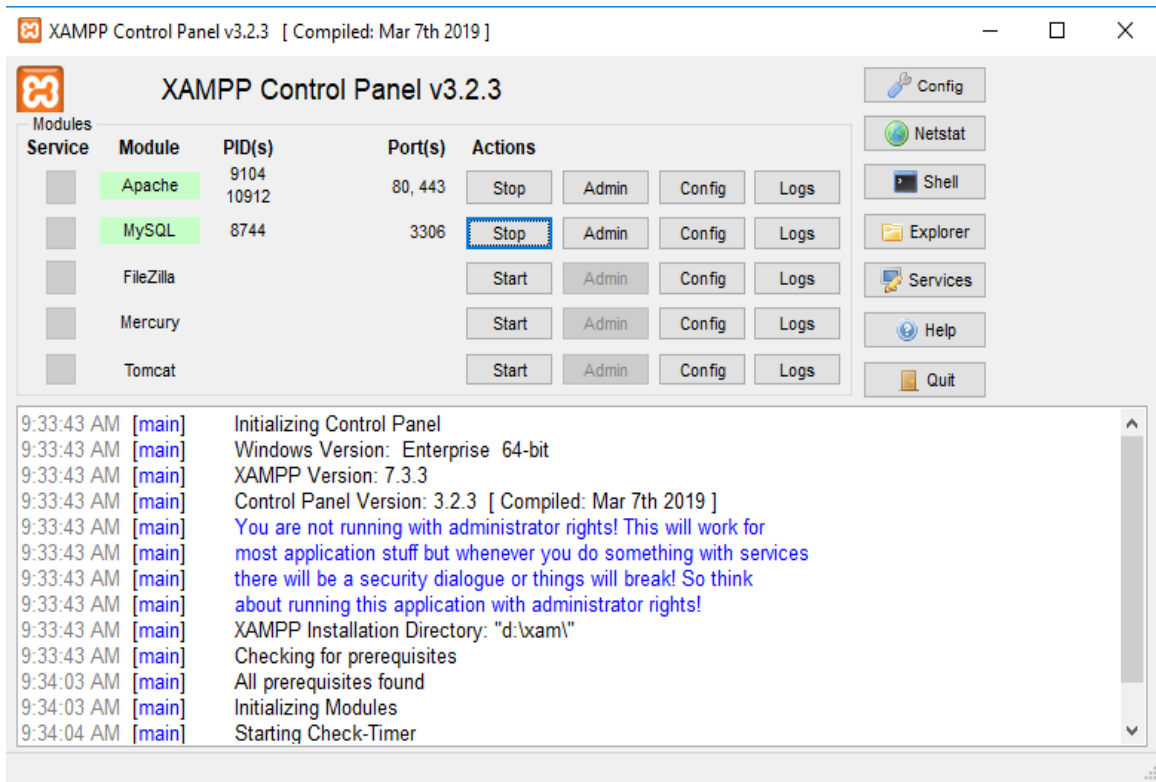 XAMPP Control Panel v3.2.3 [ Compiled: Mar 7th 2019 ]
XAMPP Control Panel v3.2.3
Config
Modules
Netstat
Service Module PID(s) Port(s) Actions
Apache 9104 10912 80, 443 Stop Admin Config Logs
Shell
MySQL 8744 3306 Stop Admin Config Logs
Explorer
FileZilla Start Admin Config Logs
Services
Mercury Start Admin Config Logs
Help
Tomcat Start Admin Config Logs
Quit
9:33:43 AM [main] Initializing Control Panel
9:33:43 AM [main] Windows Version: Enterprise 64-bit
9:33:43 AM [main] XAMPP Version: 7.3.3
9:33:43 AM [main] Control Panel Version: 3.2.3 [ Compiled: Mar 7th 2019 ]
9:33:43 AM [main] You are not running with administrator rights! This will work for
9:33:43 AM [main] most application stuff but whenever you do something with services
9:33:43 AM [main] there will be a security dialogue or things will break! So think
9:33:43 AM [main] about running this application with administrator rights!
9:33:43 AM [main] XAMPP Installation Directory: "d:\xam\"
9:33:43 AM [main] Checking for prerequisites
9:34:03 AM [main] All prerequisites found
9:34:03 AM [main] Initializing Modules
9:34:04 AM [main] Starting Check-Timer